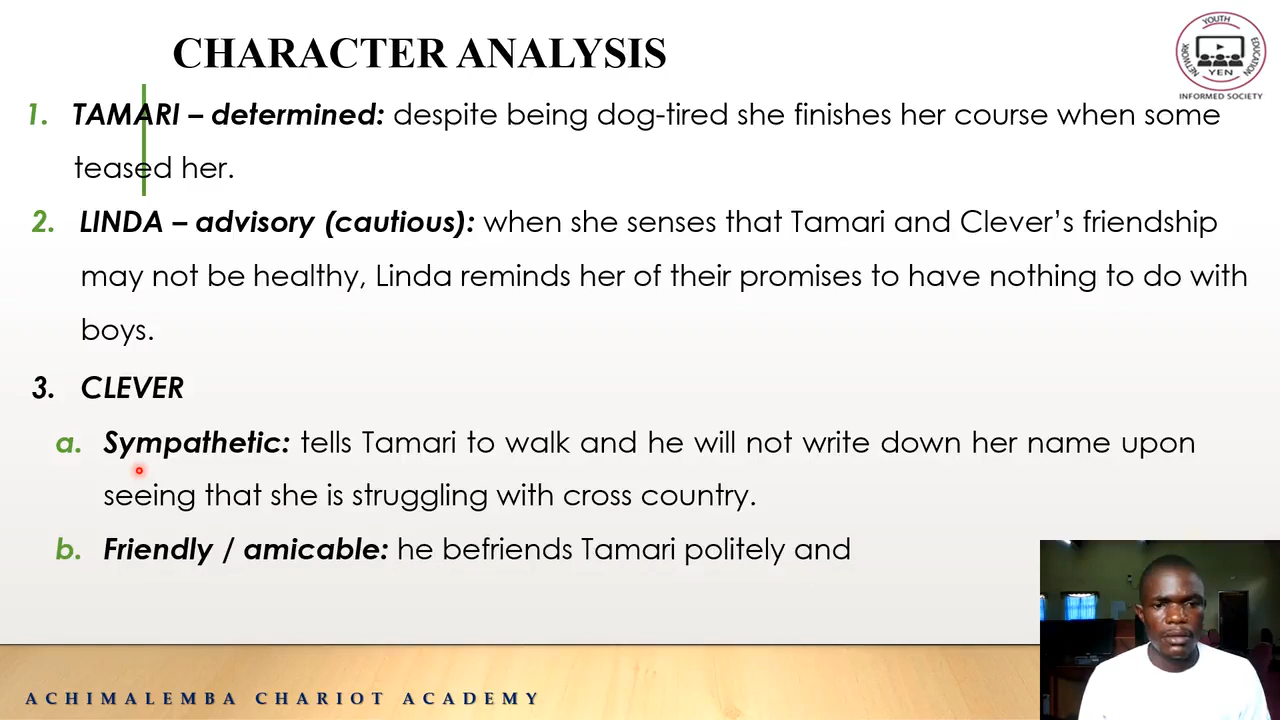 CHARACTER ANALYSIS
YOUTH
EDUCATION
NETWORK
YEN
INFORMED SOCIETY
1. TAMARI – determined: despite being dog-tired she finishes her course when some
teased her.
2. LINDA – advisory (cautious): when she senses that Tamari and Clever’s friendship
may not be healthy, Linda reminds her of their promises to have nothing to do with
boys.
3. CLEVER
a. Sympathetic: tells Tamari to walk and he will not write down her name upon
seeing that she is struggling with cross country.
b. Friendly / amicable: he befriends Tamari politely and
ACHIMALEMBA CHARIOT ACADEMY